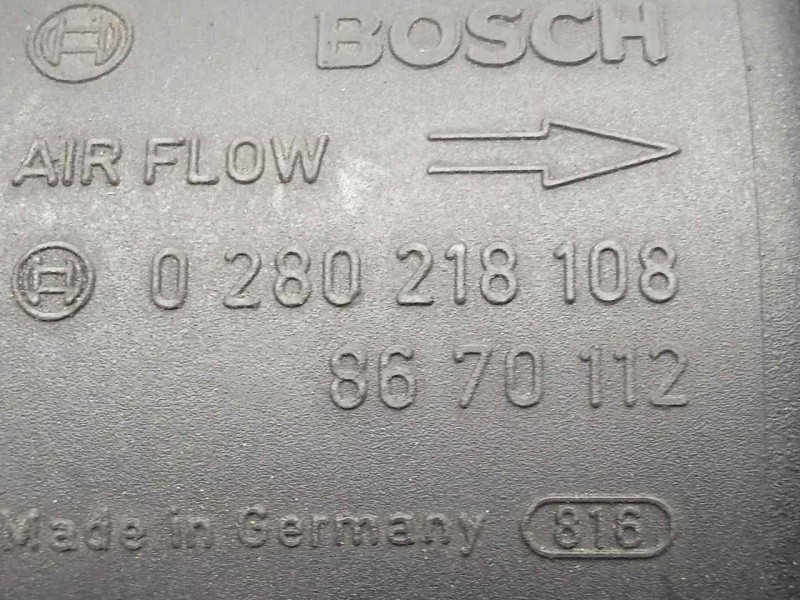 BOSCH
AIR FLOW
0 280 218 108
86 70 112
Made in Germany 816